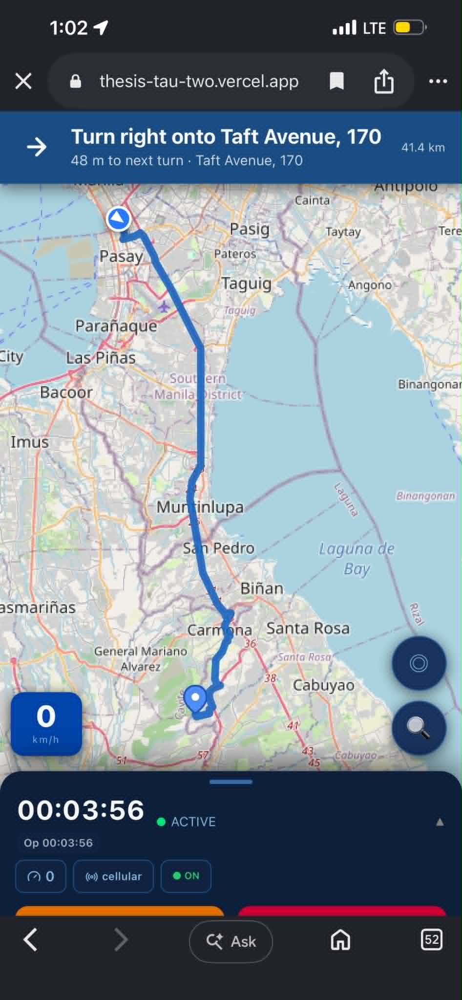 1:02
LTE
thesis-tau-two.vercel.app
Turn right onto Taft Avenue, 170
48 m to next turn · Taft Avenue, 170
41.4 km
Manila
Antipolo
Cainta
Pasig
Taytay
Tere
Pateros
Pasay
Taguig
Angono
Taguig
Parañaque
City
Las Piñas
Southern
Manila District
Bacoor
Binangonan
Imus
Muntinlupa
Laguna
Binangonan
San Pedro
Laguna de
Bay
Biñan
asmariñas
Rizal
Carmona
Santa Rosa
36
General Mariano
Alvarez
Santa Rosa
38
Cabuyao
Cavite
0
km/h
41
43
45
51
57
Cabuyao
00:03:56
ACTIVE
Op 00:03:56
0
cellular
ON
Ask
52